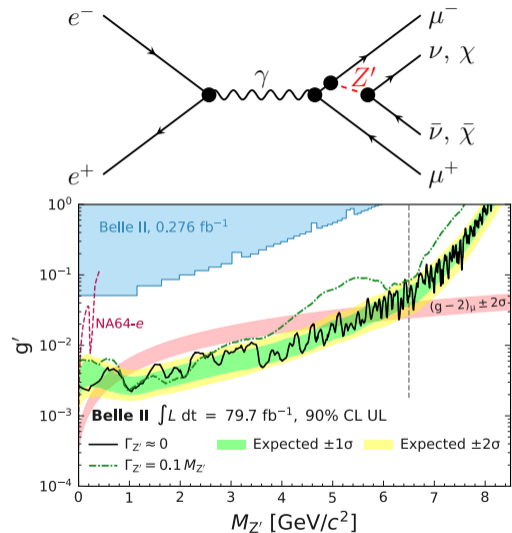 e⁻
μ⁻
ν, χ
γ
Z′
ν̄, χ̄
e⁺
μ⁺
10⁰
Belle II, 0.276 fb⁻¹
10⁻¹
NA64-e
(g−2)_μ ± 2σ
g′
10⁻²
10⁻³
Belle II ∫L dt = 79.7 fb⁻¹, 90% CL UL
Γ_Z′ ≈ 0
Expected ±1σ
Expected ±2σ
Γ_Z′ = 0.1 M_Z′
10⁻⁴
0 1 2 3 4 5 6 7 8
M_Z′ [GeV/c²]